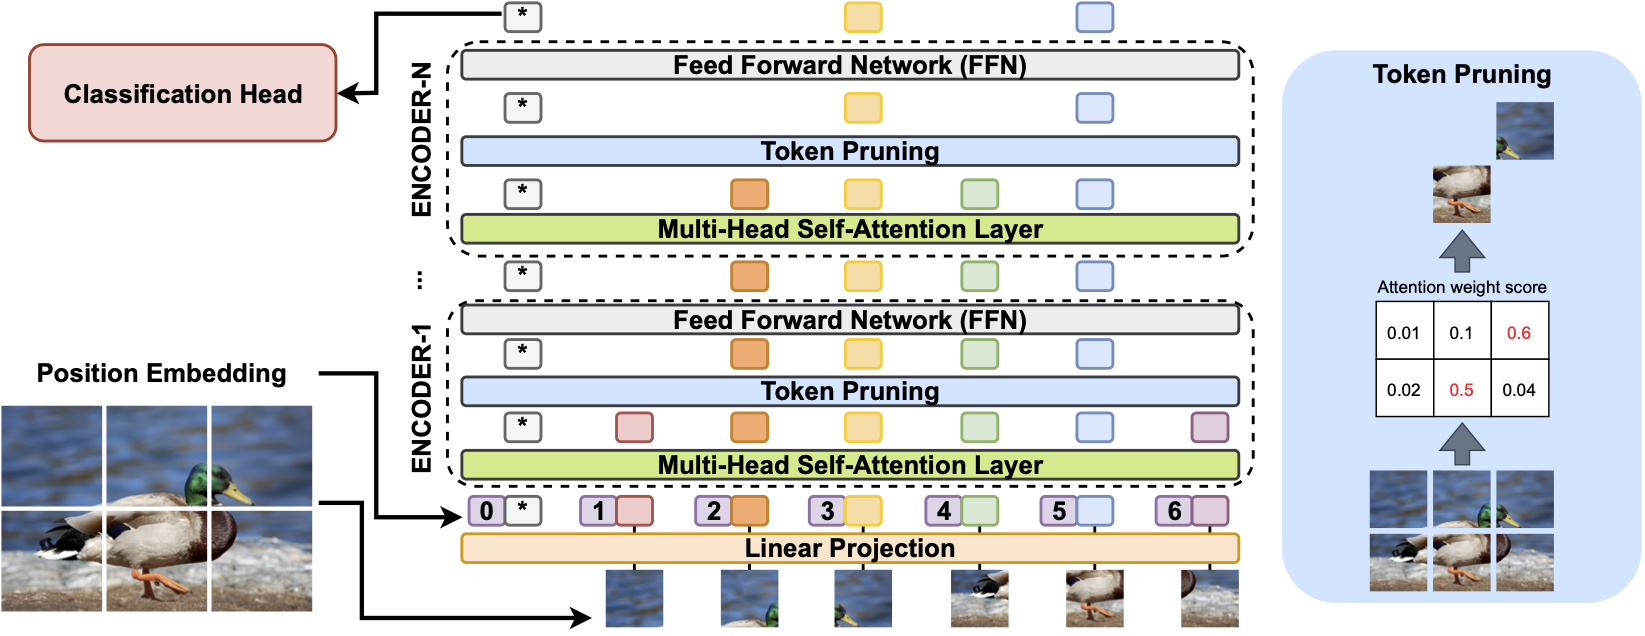 *
Classification Head
ENCODER-N
Feed Forward Network (FFN)
*
Token Pruning
*
Multi-Head Self-Attention Layer
...
*
ENCODER-1
Feed Forward Network (FFN)
*
Token Pruning
*
Multi-Head Self-Attention Layer
Position Embedding
0 * 1 2 3 4 5 6
Linear Projection
Token Pruning
Attention weight score
0.01 0.1 0.6
0.02 0.5 0.04